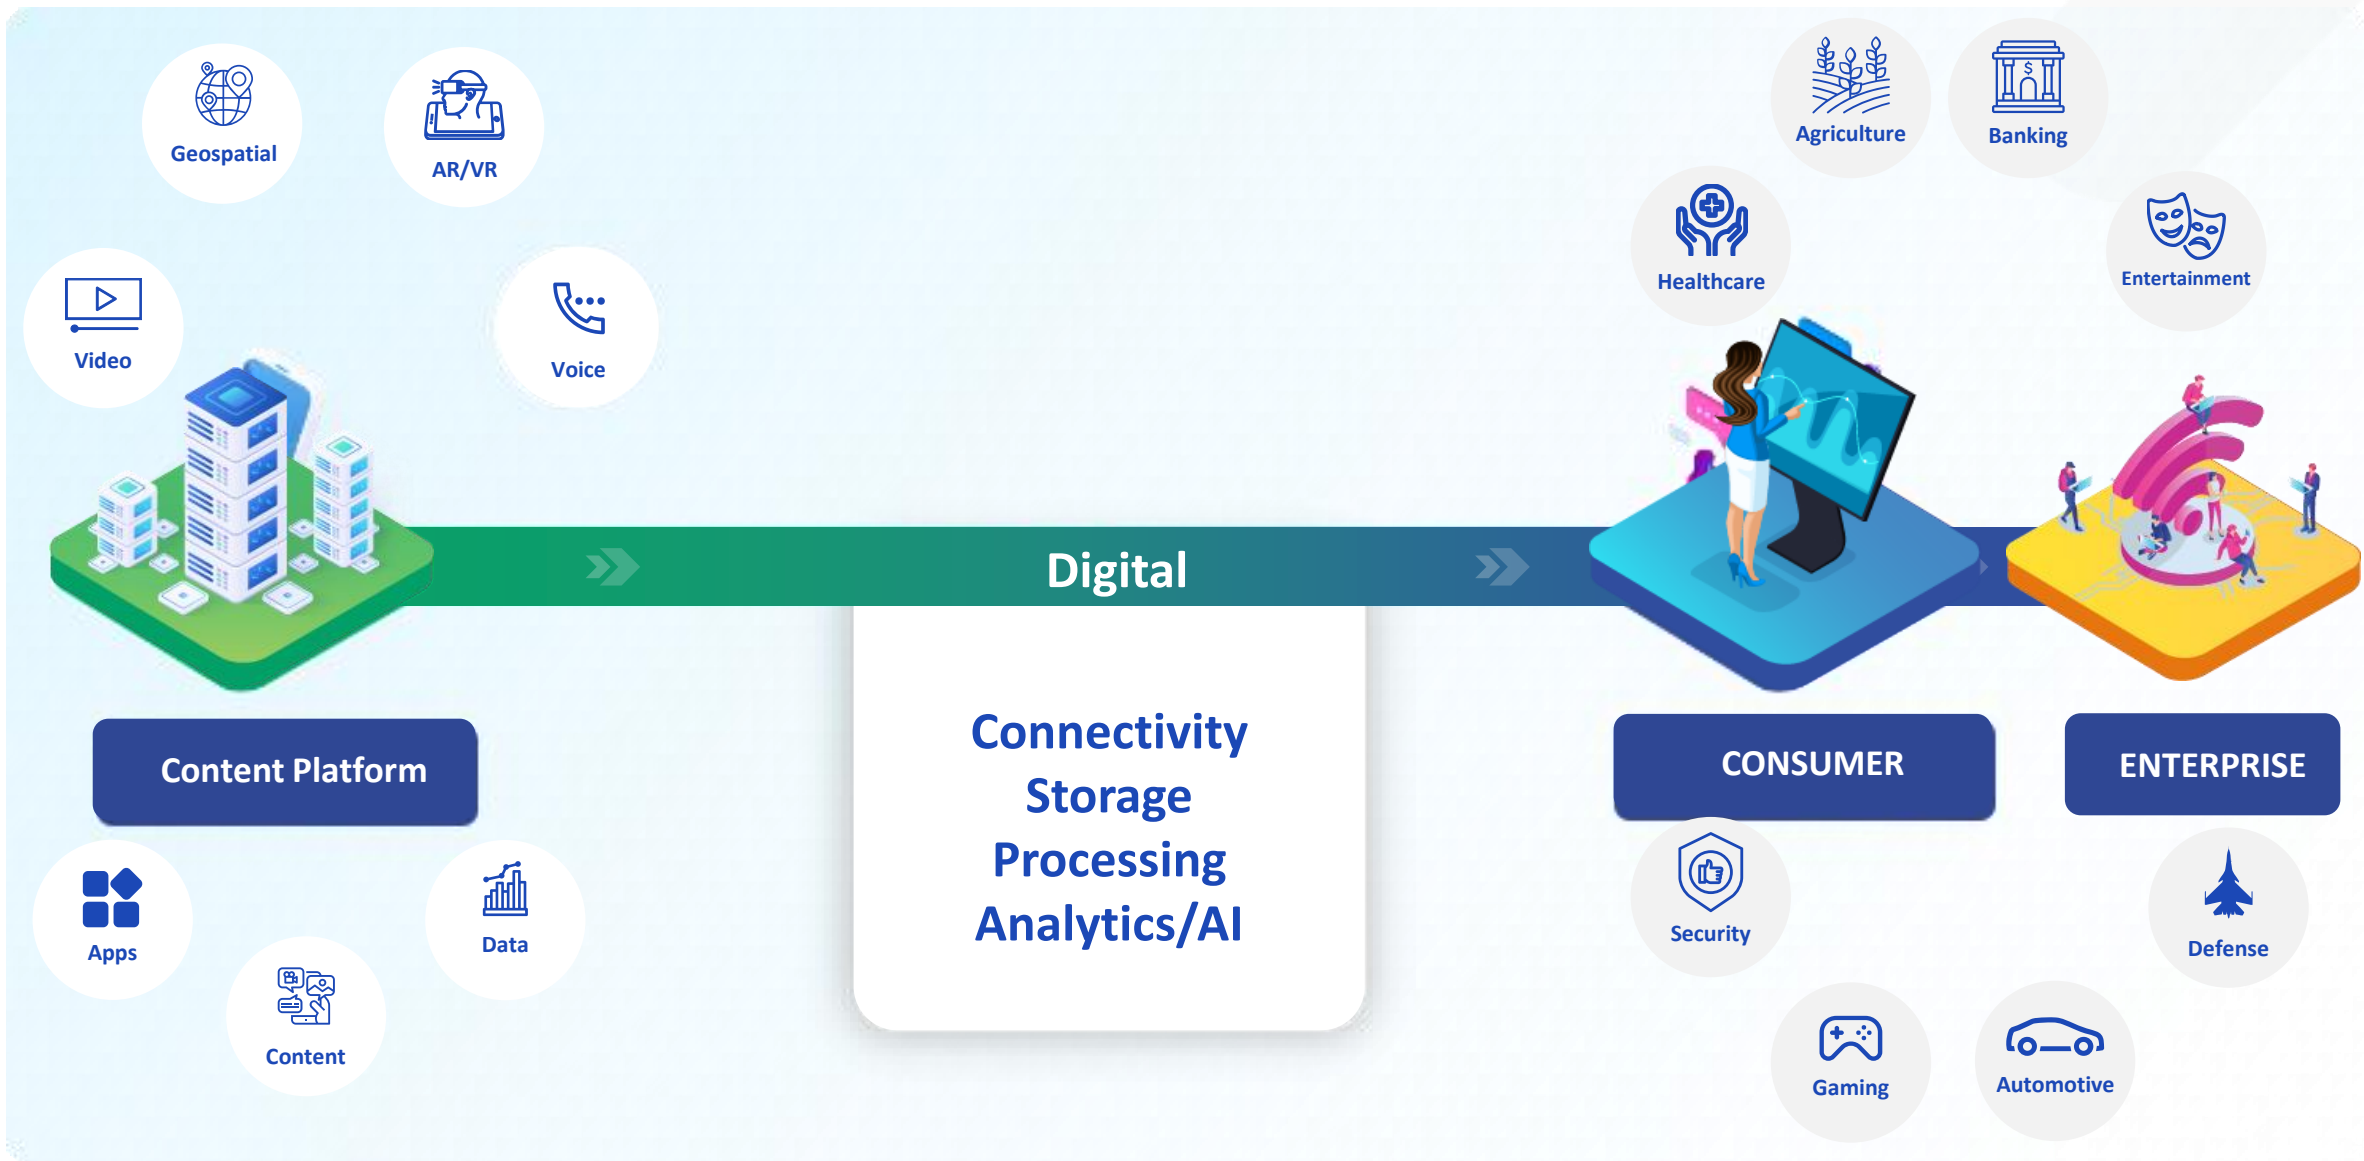 Geospatial
AR/VR
Video
Voice
Agriculture
Banking
Healthcare
Entertainment
$
Digital
Content Platform
Connectivity
Storage
Processing
Analytics/AI
CONSUMER
ENTERPRISE
Apps
Content
Data
Security
Defense
Gaming
Automotive